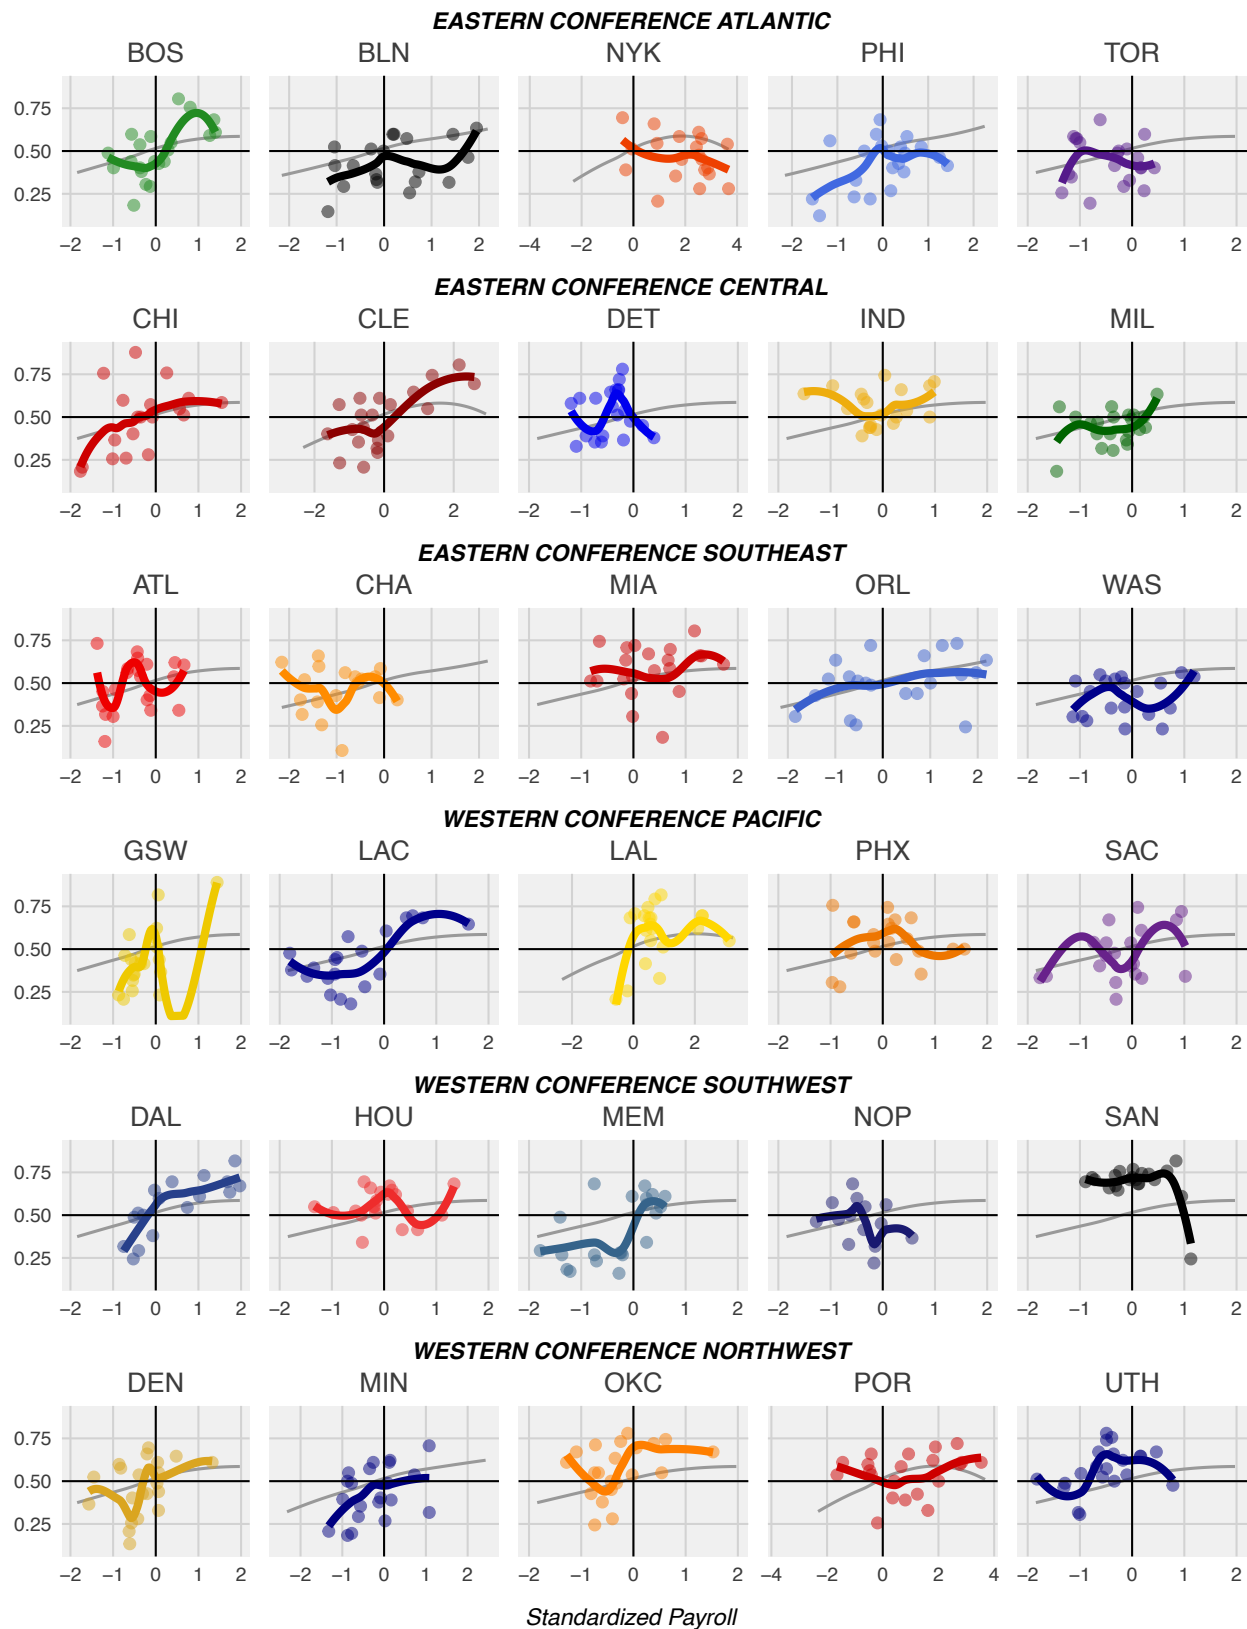 EASTERN CONFERENCE ATLANTIC
BOS BLN NYK PHI TOR
0.75
0.50
0.25
−2 −1 0 1 2 −2 −1 0 1 2 −4 −2 0 2 4 −2 −1 0 1 2 −2 −1 0 1 2
EASTERN CONFERENCE CENTRAL
CHI CLE DET IND MIL
0.75
0.50
0.25
−2 −1 0 1 2 −2 0 2 −2 −1 0 1 2 −2 −1 0 1 2 −2 −1 0 1 2
EASTERN CONFERENCE SOUTHEAST
ATL CHA MIA ORL WAS
0.75
0.50
0.25
−2 −1 0 1 2 −2 −1 0 1 2 −2 −1 0 1 2 −2 −1 0 1 2 −2 −1 0 1 2
WESTERN CONFERENCE PACIFIC
GSW LAC LAL PHX SAC
0.75
0.50
0.25
−2 −1 0 1 2 −2 −1 0 1 2 −2 0 2 −2 −1 0 1 2 −2 −1 0 1 2
WESTERN CONFERENCE SOUTHWEST
DAL HOU MEM NOP SAN
0.75
0.50
0.25
−2 −1 0 1 2 −2 −1 0 1 2 −2 −1 0 1 2 −2 −1 0 1 2 −2 −1 0 1 2
WESTERN CONFERENCE NORTHWEST
DEN MIN OKC POR UTH
0.75
0.50
0.25
−2 −1 0 1 2 −2 −1 0 1 2 −2 −1 0 1 2 −4 −2 0 2 4 −2 −1 0 1 2
Standardized Payroll